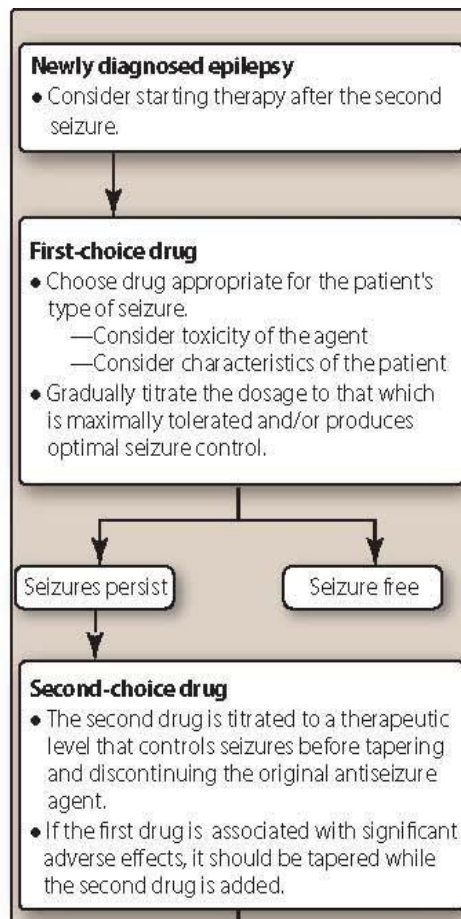 Newly diagnosed epilepsy
• Consider starting therapy after the second
seizure.
First-choice drug
• Choose drug appropriate for the patient's
type of seizure.
—Consider toxicity of the agent
—Consider characteristics of the patient
• Gradually titrate the dosage to that which
is maximally tolerated and/or produces
optimal seizure control.
Seizures persist
Seizure free
Second-choice drug
• The second drug is titrated to a therapeutic
level that controls seizures before tapering
and discontinuing the original antiseizure
agent.
• If the first drug is associated with significant
adverse effects, it should be tapered while
the second drug is added.